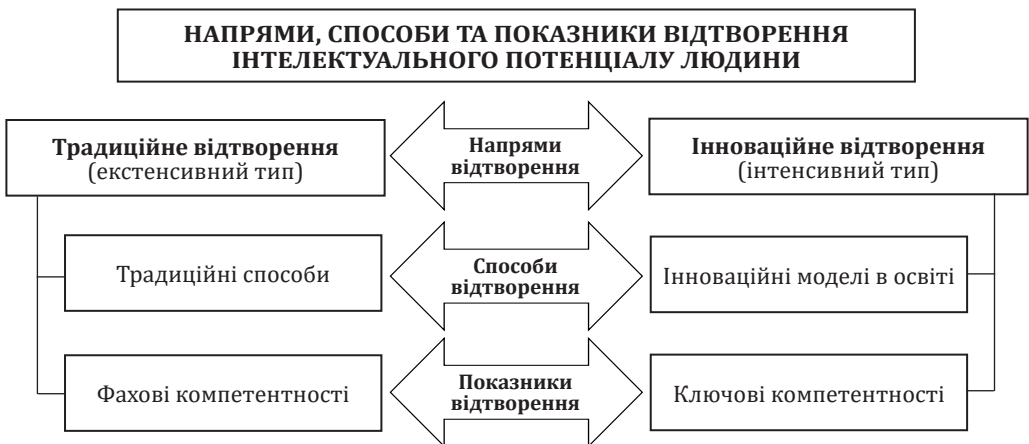 НАПРЯМИ, СПОСОБИ ТА ПОКАЗНИКИ ВІДТВОРЕННЯ
ІНТЕЛЕКТУАЛЬНОГО ПОТЕНЦІАЛУ ЛЮДИНИ
Традиційне відтворення
(екстенсивний тип)
Напрями
відтворення
Інноваційне відтворення
(інтенсивний тип)
Традиційні способи
Способи
відтворення
Інноваційні моделі в освіті
Фахові компетентності
Показники
відтворення
Ключові компетентності